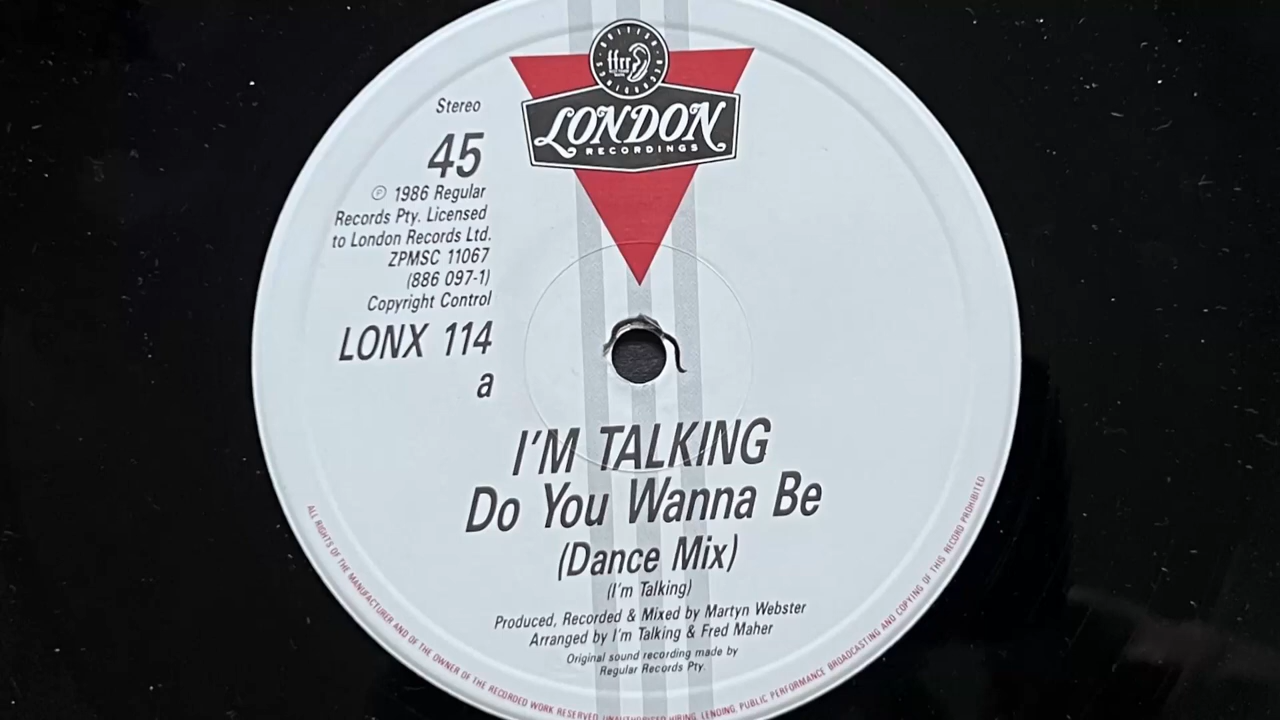 BRITISH RECORDINGS
ffrr
LONDON
RECORDINGS
Stereo
45
Ⓟ 1986 Regular
Records Pty. Licensed
to London Records Ltd.
ZPMSC 11067
(886 097-1)
Copyright Control
LONX 114
a
I'M TALKING
Do You Wanna Be
(Dance Mix)
(I'm Talking)
Produced, Recorded & Mixed by Martyn Webster
Arranged by I'm Talking & Fred Maher
Original sound recording made by
Regular Records Pty.
ALL RIGHTS OF THE MANUFACTURER AND OF THE OWNER OF THE RECORDED WORK RESERVED. UNAUTHORISED HIRING, LENDING, PUBLIC PERFORMANCE BROADCASTING AND COPYING OF THIS RECORD PROHIBITED